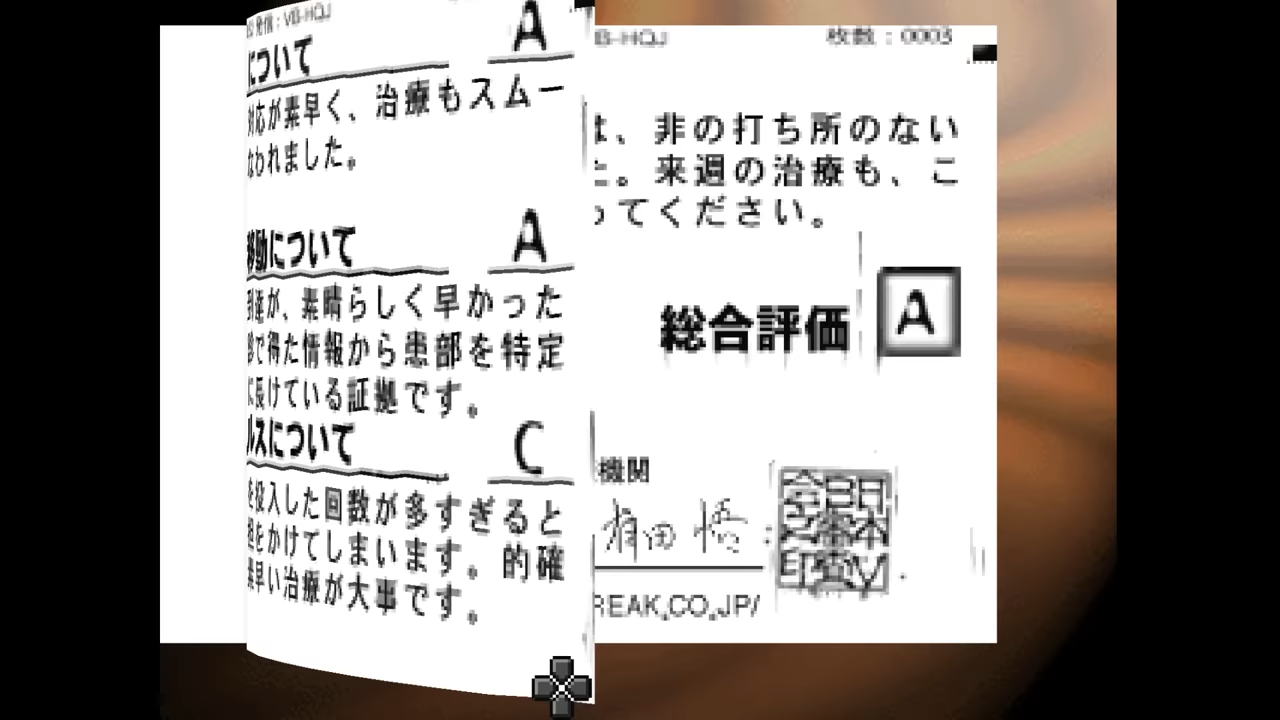 発信：VB-HQJ
A
について
対応が素早く、治療もスムー
なわれました。
A
移動について
到達が、素晴らしく早かった
診で得た情報から患部を特定
に長けている証拠です。
C
ルスについて
を投入した回数が多すぎると
担をかけてしまいます。的確
素早い治療が大事です。
B-HQJ
枚数：0003
は、非の打ち所のない
た。来週の治療も、こ
ってください。
総合評価
A
機関
有田 悟
REAK.CO.JP/